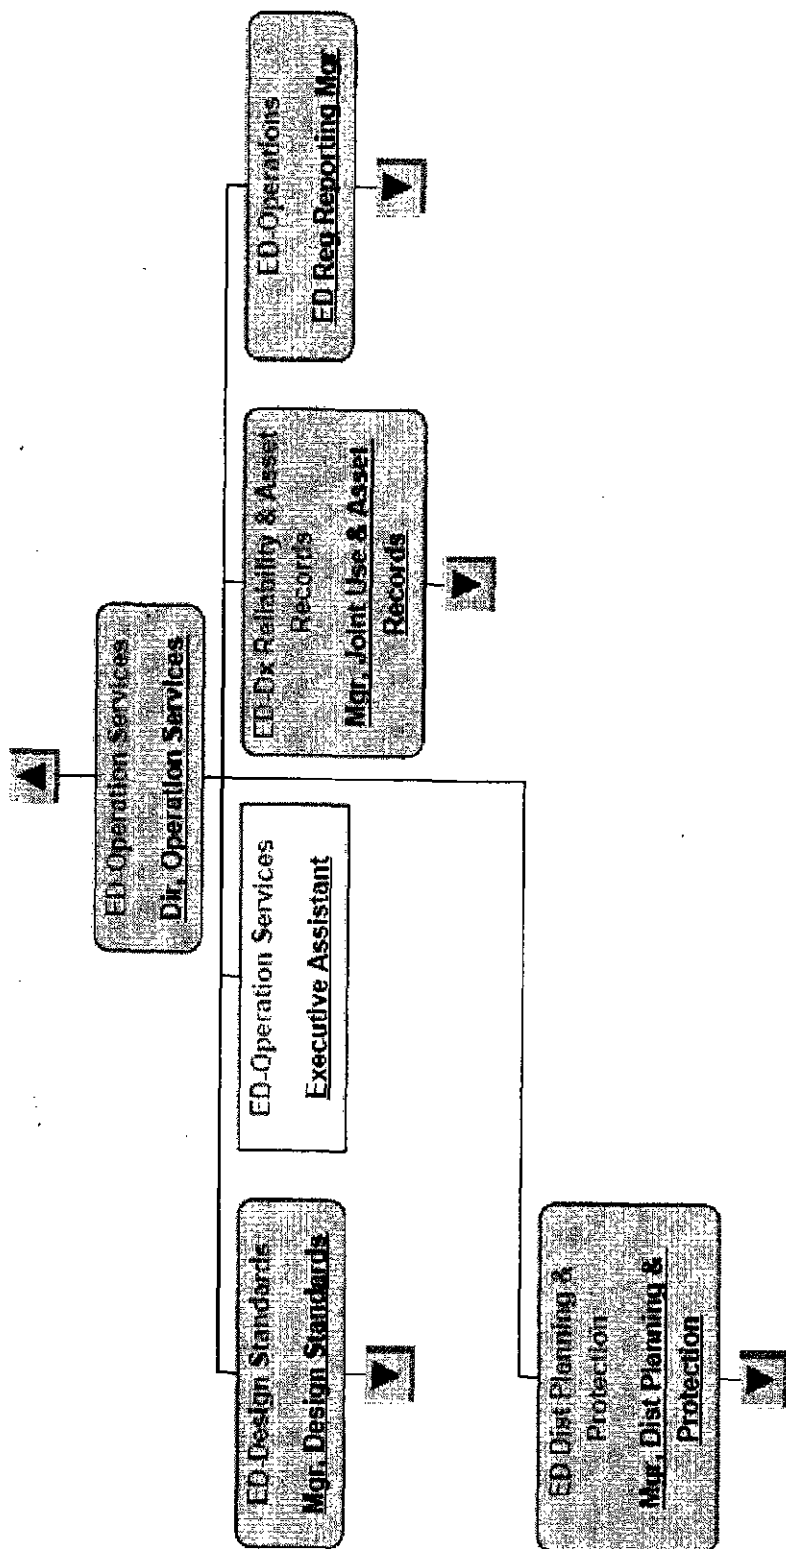 ED-Operation Services
Dir, Operation Services
ED-Design Standards
Mgr, Design Standards
ED-Operation Services
Executive Assistant
ED-Dx Reliability & Asset
Records
Mgr, Joint Use & Asset
Records
ED-Operations
ED Reg Reporting Mgr
ED Dist Planning &
Protection
Mgr, Dist Planning &
Protection